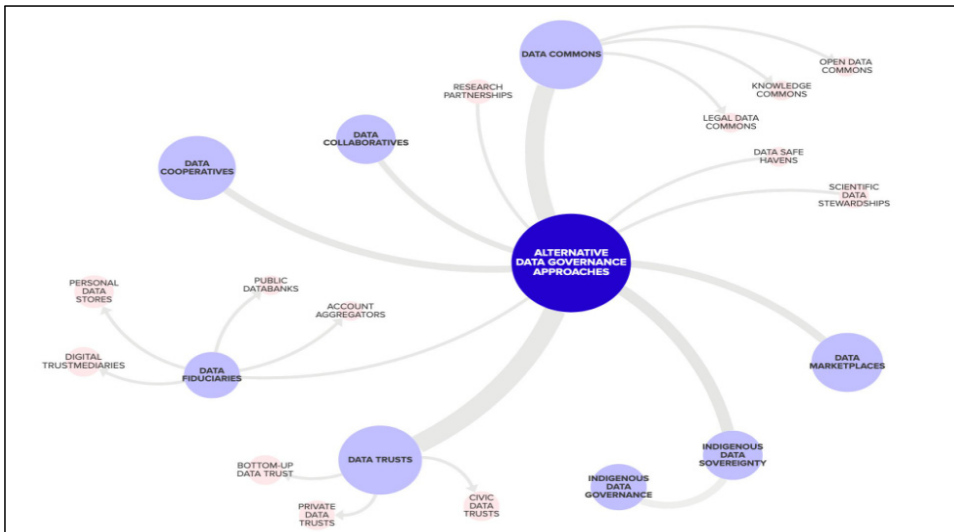 DATA COMMONS
OPEN DATA
COMMONS
KNOWLEDGE
COMMONS
LEGAL DATA
COMMONS
RESEARCH
PARTNERSHIPS
DATA
COLLABORATIVES
DATA
COOPERATIVES
DATA SAFE
HAVENS
SCIENTIFIC
DATA
STEWARDSHIPS
ALTERNATIVE
DATA GOVERNANCE
APPROACHES
PERSONAL
DATA
STORES
PUBLIC
DATABANKS
ACCOUNT
AGGREGATORS
DIGITAL
TRUSTMEDIARIES
DATA
FIDUCIARIES
DATA
MARKETPLACES
DATA TRUSTS
BOTTOM-UP
DATA TRUST
PRIVATE
DATA
TRUSTS
CIVIC
DATA
TRUSTS
INDIGENOUS
DATA
SOVEREIGNTY
INDIGENOUS
DATA
GOVERNANCE